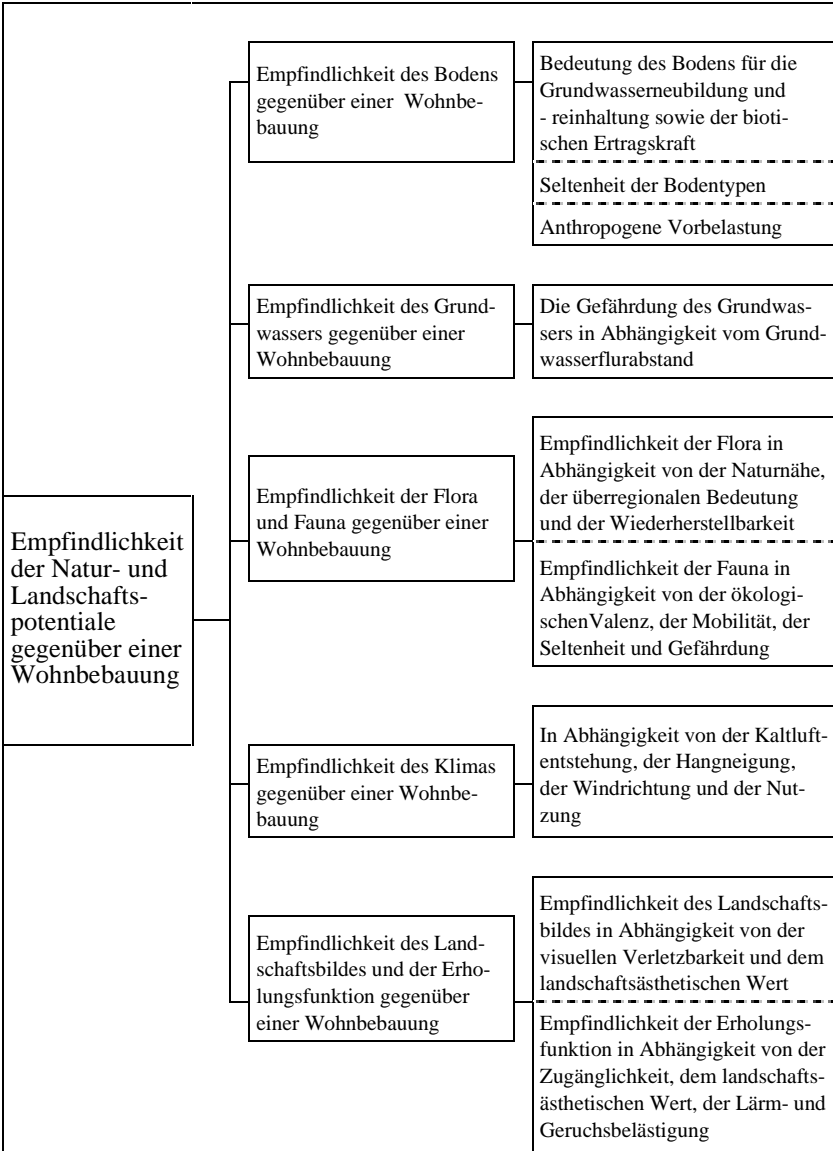 Empfindlichkeit
der Natur- und
Landschafts-
potentiale
gegenüber einer
Wohnbebauung
Empfindlichkeit des Bodens
gegenüber einer Wohnbe-
bauung
Bedeutung des Bodens für die
Grundwasserneubildung und
- reinhaltung sowie der bioti-
schen Ertragskraft
Seltenheit der Bodentypen
Anthropogene Vorbelastung
Empfindlichkeit des Grund-
wassers gegenüber einer
Wohnbebauung
Die Gefährdung des Grundwas-
sers in Abhängigkeit vom Grund-
wasserflurabstand
Empfindlichkeit der Flora
und Fauna gegenüber einer
Wohnbebauung
Empfindlichkeit der Flora in
Abhängigkeit von der Naturnähe,
der überregionalen Bedeutung
und der Wiederherstellbarkeit
Empfindlichkeit der Fauna in
Abhängigkeit von der ökologi-
schenValenz, der Mobilität, der
Seltenheit und Gefährdung
Empfindlichkeit des Klimas
gegenüber einer Wohnbe-
bauung
In Abhängigkeit von der Kaltluft-
entstehung, der Hangneigung,
der Windrichtung und der Nut-
zung
Empfindlichkeit des Land-
schaftsbildes und der Erho-
lungsfunktion gegenüber
einer Wohnbebauung
Empfindlichkeit des Landschafts-
bildes in Abhängigkeit von der
visuellen Verletzbarkeit und dem
landschaftsästhetischen Wert
Empfindlichkeit der Erholungs-
funktion in Abhängigkeit von der
Zugänglichkeit, dem landschafts-
ästhetischen Wert, der Lärm- und
Geruchsbelästigung